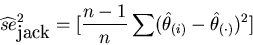 $\widehat{se}^2_{\text{jack}} = [\frac{n-1}{n} \sum (\hat{\theta}_{(i)} - \hat{\theta}_{(\cdot)})^2]$